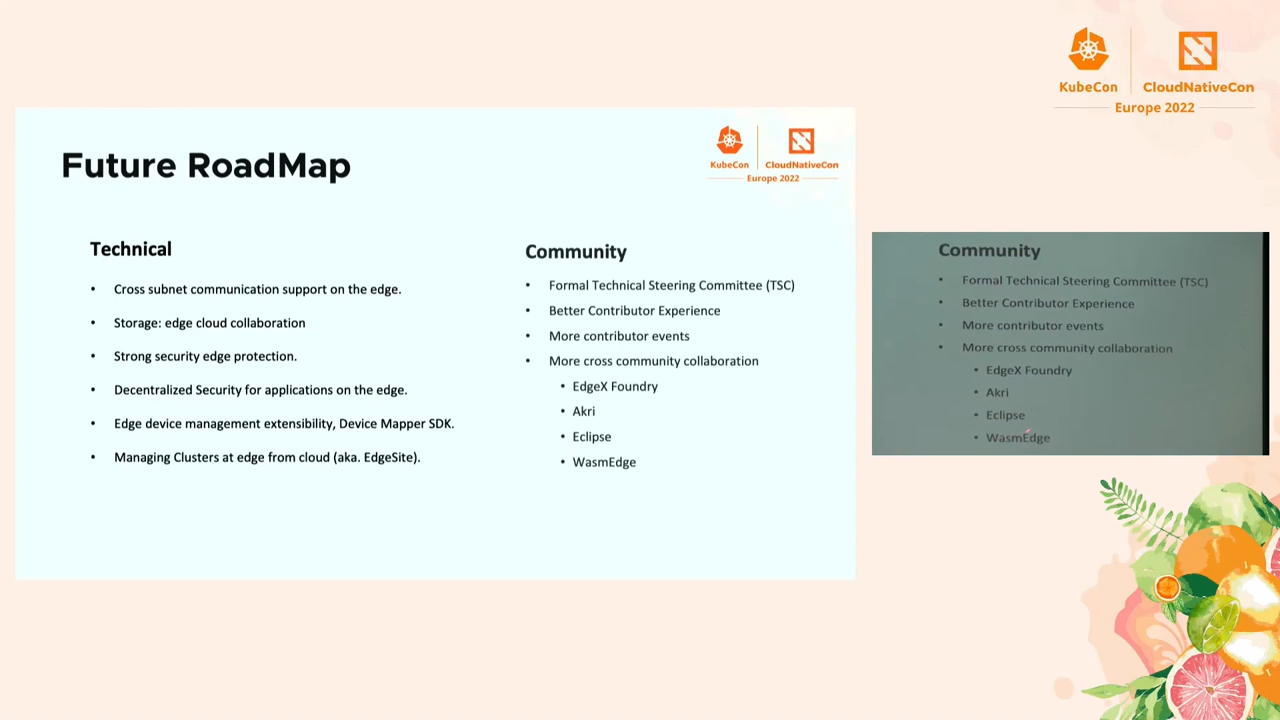 KubeCon
CloudNativeCon
Europe 2022
Future RoadMap
KubeCon
CloudNativeCon
Europe 2022
Technical
• Cross subnet communication support on the edge.
• Storage: edge cloud collaboration
• Strong security edge protection.
• Decentralized Security for applications on the edge.
• Edge device management extensibility, Device Mapper SDK.
• Managing Clusters at edge from cloud (aka. EdgeSite).
Community
• Formal Technical Steering Committee (TSC)
• Better Contributor Experience
• More contributor events
• More cross community collaboration
• EdgeX Foundry
• Akri
• Eclipse
• WasmEdge
Community
• Formal Technical Steering Committee (TSC)
• Better Contributor Experience
• More contributor events
• More cross community collaboration
• EdgeX Foundry
• Akri
• Eclipse
• WasmEdge